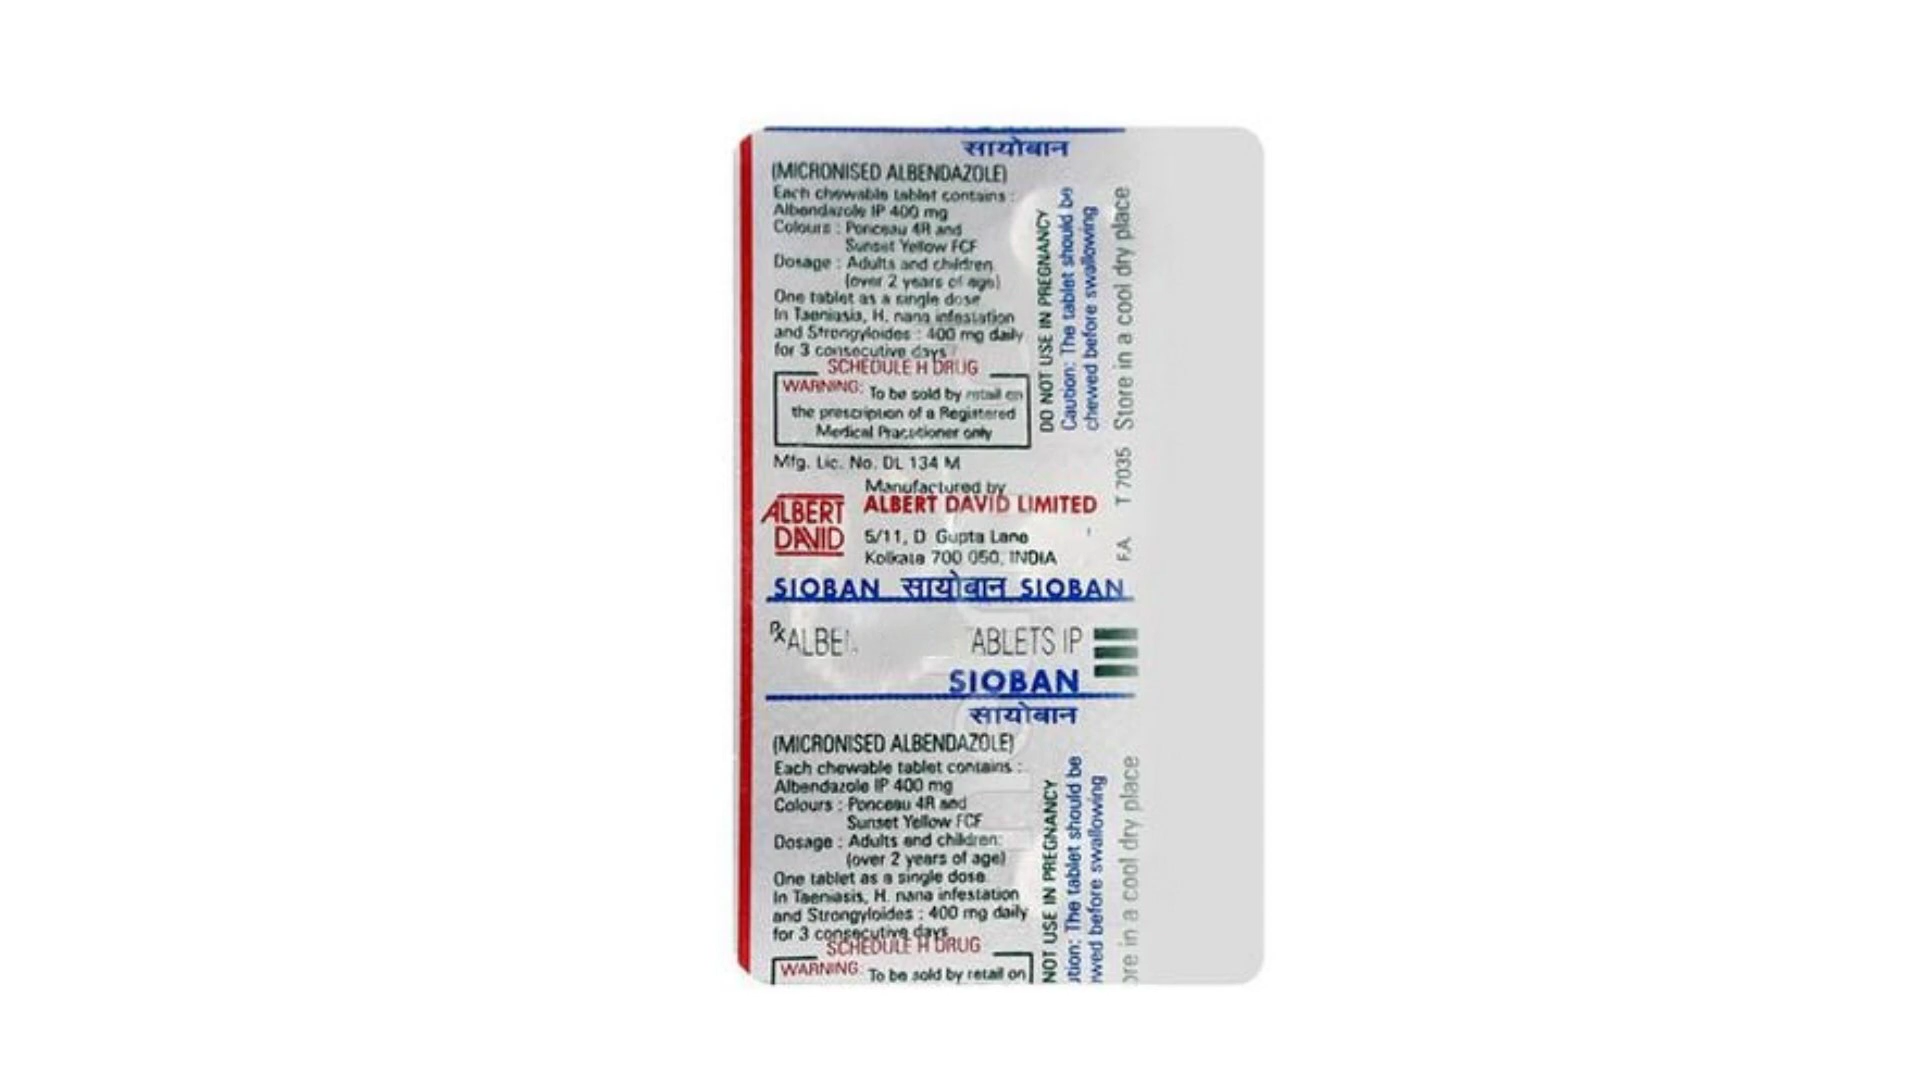 सायोबान
(MICRONISED ALBENDAZOLE)
Each chewable tablet contains :
Albendazole IP 400 mg
Colours : Ponceau 4R and
Sunset Yellow FCF
Dosage : Adults and children
(over 2 years of age)
One tablet as a single dose
In Taeniasis, H. nana infestation
and Strongyloides : 400 mg daily
for 3 consecutive days
SCHEDULE H DRUG
WARNING: To be sold by retail on
the prescription of a Registered
Medical Practitioner only
DO NOT USE IN PREGNANCY
Caution: The tablet should be
chewed before swallowing
Store in a cool dry place
T 7035
F.A
Mfg. Lic. No. DL 134 M
Manufactured by
ALBERT DAVID LIMITED
ALBERT
DAVID
5/11, D Gupta Lane
Kolkata 700 050, INDIA
SIOBAN सायोबान SIOBAN
Rx ALBE ABLETS IP
SIOBAN
सायोबान
(MICRONISED ALBENDAZOLE)
Each chewable tablet contains :
Albendazole IP 400 mg
Colours : Ponceau 4R and
Sunset Yellow FCF
Dosage : Adults and children:
(over 2 years of age)
One tablet as a single dose.
In Taeniasis, H. nana infestation
and Strongyloides : 400 mg daily
for 3 consecutive days
SCHEDULE H DRUG
WARNING: To be sold by retail on
NOT USE IN PREGNANCY
ution: The tablet should be
wed before swallowing
ore in a cool dry place